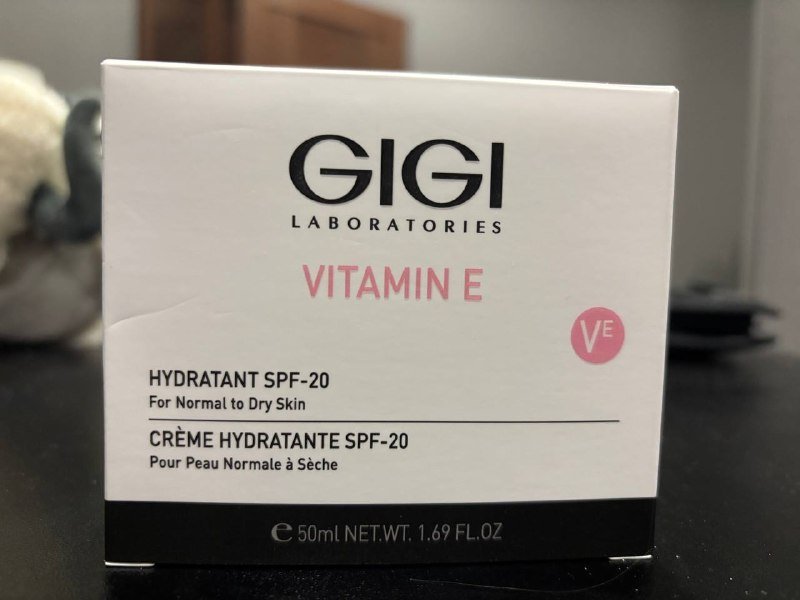 GIGI
LABORATORIES
VITAMIN E
VE
HYDRATANT SPF-20
For Normal to Dry Skin
CRÈME HYDRATANTE SPF-20
Pour Peau Normale à Sèche
℮ 50ml NET.WT. 1.69 FL.OZ